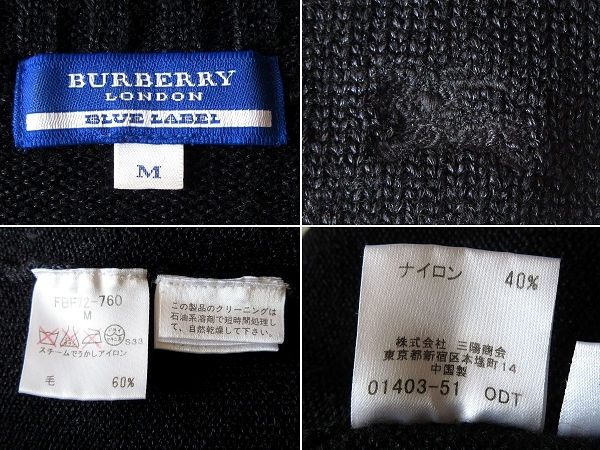 BURBERRY
LONDON
BLUE LABEL
M
FBF72-760
M
S33
スチームでうかしアイロン
毛 60%
この製品のクリーニングは
石油系溶剤で短時間処理し
て、自然乾燥して下さい。
ナイロン 40%
株式会社 三陽商会
東京都新宿区本塩町14
中国製
01403-51 ODT